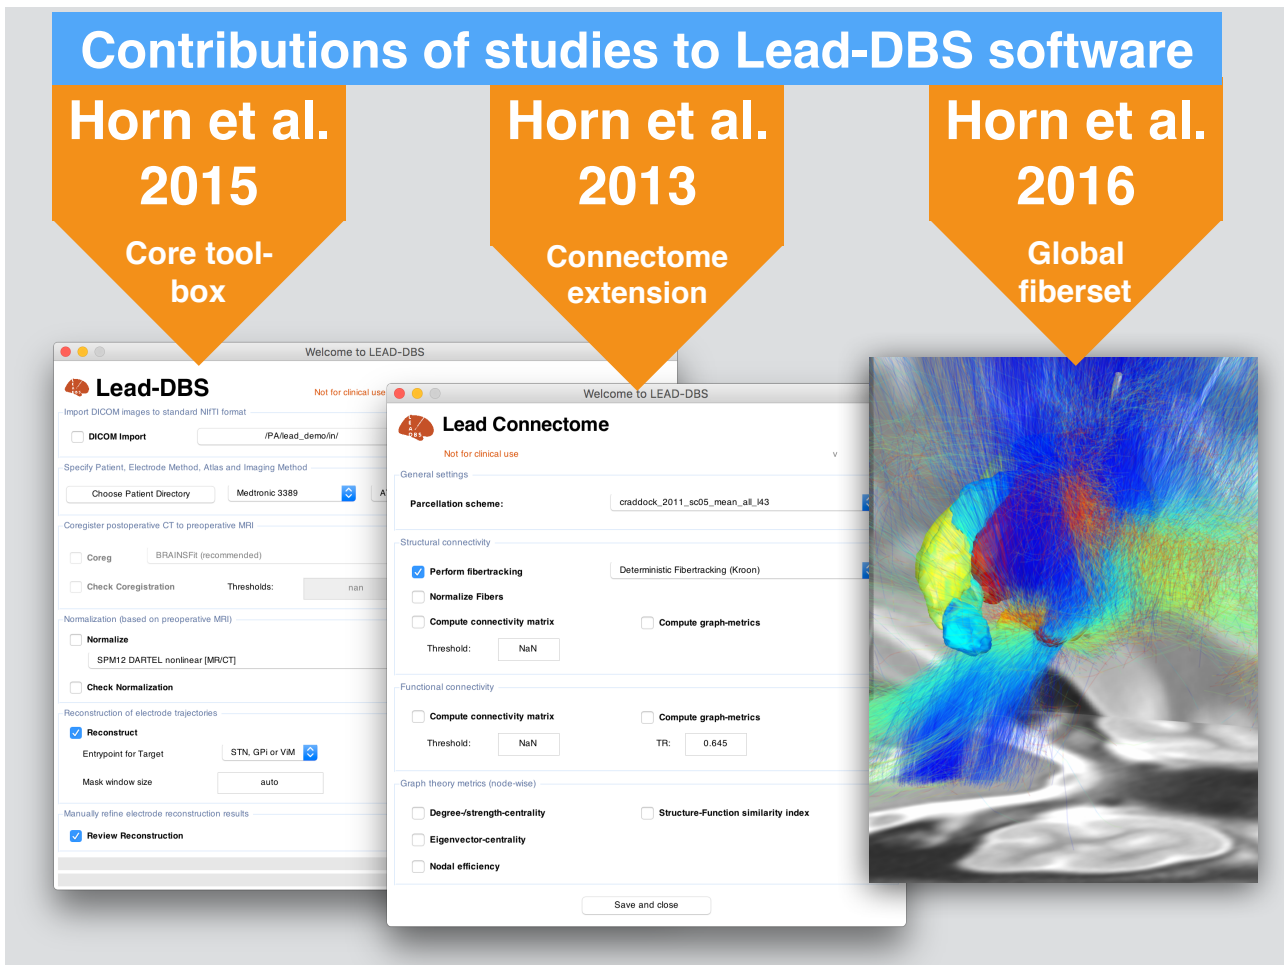 Contributions of studies to Lead-DBS software
Horn et al.
2015
Core tool-
box
Horn et al.
2013
Connectome
extension
Horn et al.
2016
Global
fiberset
Welcome to LEAD-DBS
Lead-DBS
Not for clinical use
Import DICOM images to standard NIfTI format
DICOM Import
/PA/lead_demo/in/
Specify Patient, Electrode Method, Atlas and Imaging Method
Choose Patient Directory
Medtronic 3389
Coregister postoperative CT to preoperative MRI
Coreg
BRAINSFit (recommended)
Check Coregistration
Thresholds:
nan
Normalization (based on preoperative MRI)
Normalize
SPM12 DARTEL nonlinear [MR/CT]
Check Normalization
Reconstruction of electrode trajectories
Reconstruct
Entrypoint for Target
STN, GPi or ViM
Mask window size
auto
Manually refine electrode reconstruction results
Review Reconstruction
Welcome to LEAD-DBS
Lead Connectome
Not for clinical use
v
General settings
Parcellation scheme:
craddock_2011_sc05_mean_all_l43
Structural connectivity
Perform fibertracking
Deterministic Fibertracking (Kroon)
Normalize Fibers
Compute connectivity matrix
Compute graph-metrics
Threshold:
NaN
Functional connectivity
Compute connectivity matrix
Compute graph-metrics
Threshold:
NaN
TR:
0.645
Graph theory metrics (node-wise)
Degree-/strength-centrality
Structure-Function similarity index
Eigenvector-centrality
Nodal efficiency
Save and close